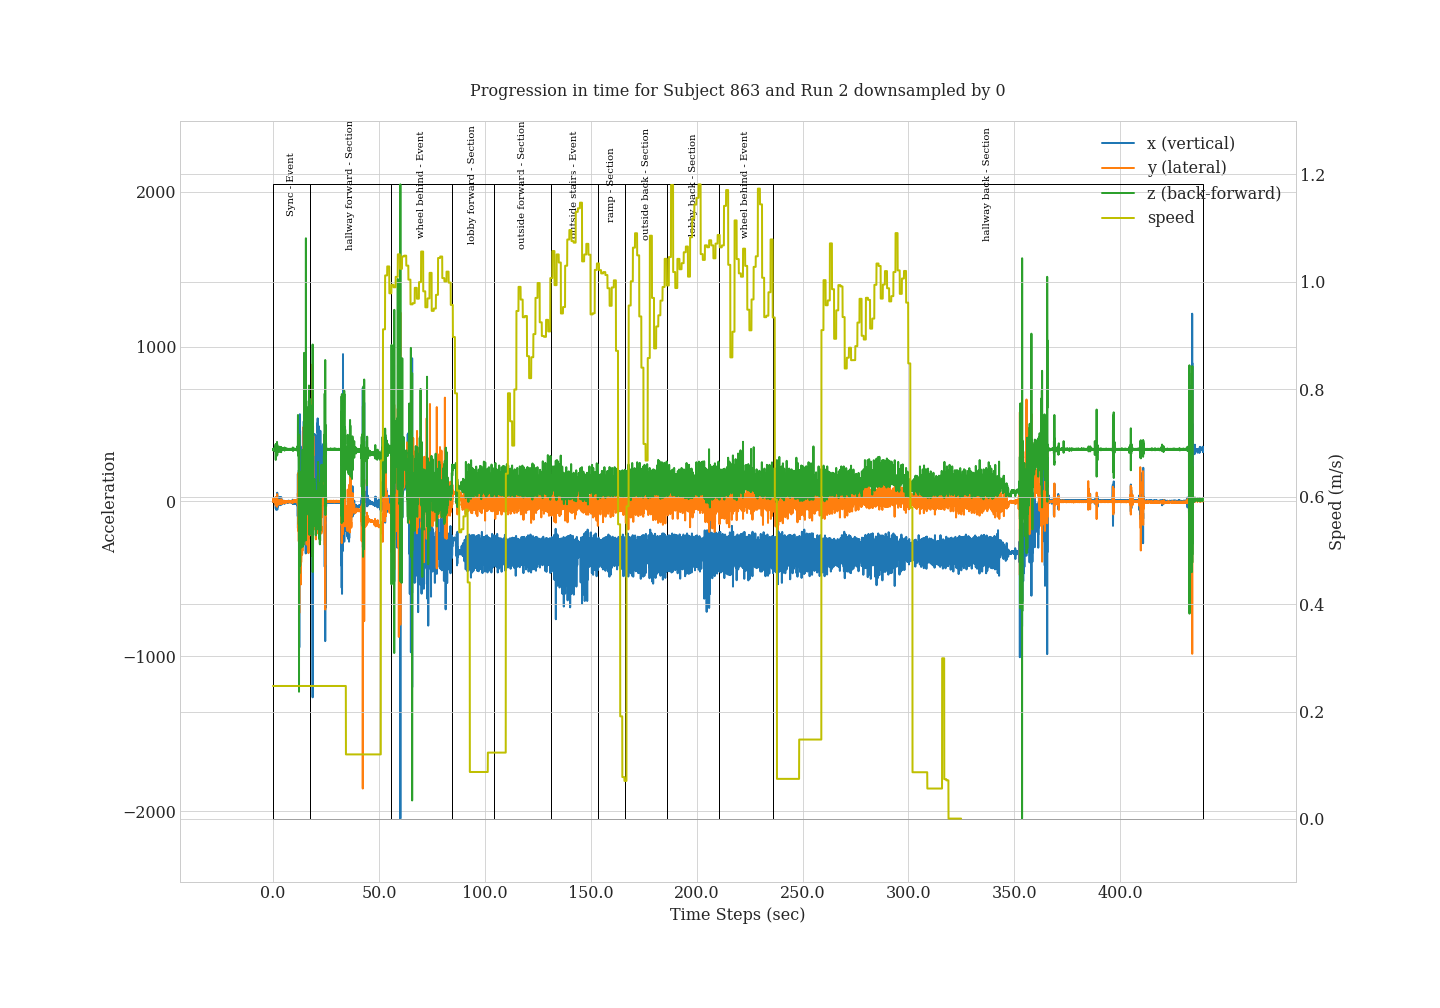 Progression in time for Subject 863 and Run 2 downsampled by 0
Sync - Event
hallway forward - Section
wheel behind - Event
lobby forward - Section
outside forward - Section
outside stairs - Event
ramp - Section
outside back - Section
lobby back - Section
wheel behind - Event
hallway back - Section
x (vertical)
y (lateral)
z (back-forward)
speed
2000
1000
0
−1000
−2000
Acceleration
1.2
1.0
0.8
0.6
0.4
0.2
0.0
Speed (m/s)
0.0 50.0 100.0 150.0 200.0 250.0 300.0 350.0 400.0
Time Steps (sec)